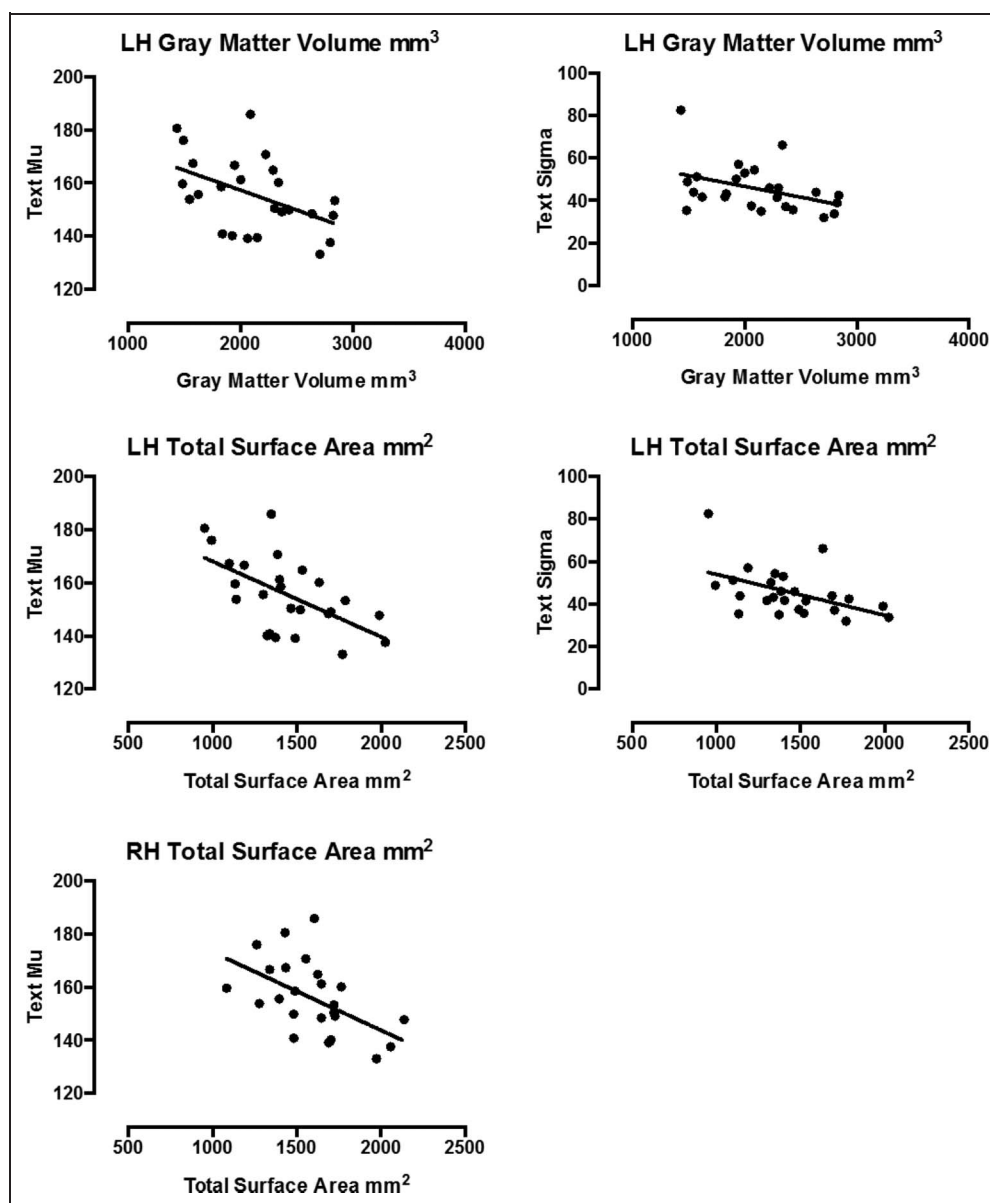 LH Gray Matter Volume mm³
200
180
160
140
120
Text Mu
1000 2000 3000 4000
Gray Matter Volume mm³
LH Gray Matter Volume mm³
100
80
60
40
20
0
Text Sigma
1000 2000 3000 4000
Gray Matter Volume mm³
LH Total Surface Area mm²
200
180
160
140
120
Text Mu
500 1000 1500 2000 2500
Total Surface Area mm²
LH Total Surface Area mm²
100
80
60
40
20
0
Text Sigma
500 1000 1500 2000 2500
Total Surface Area mm²
RH Total Surface Area mm²
200
180
160
140
120
Text Mu
500 1000 1500 2000 2500
Total Surface Area mm²